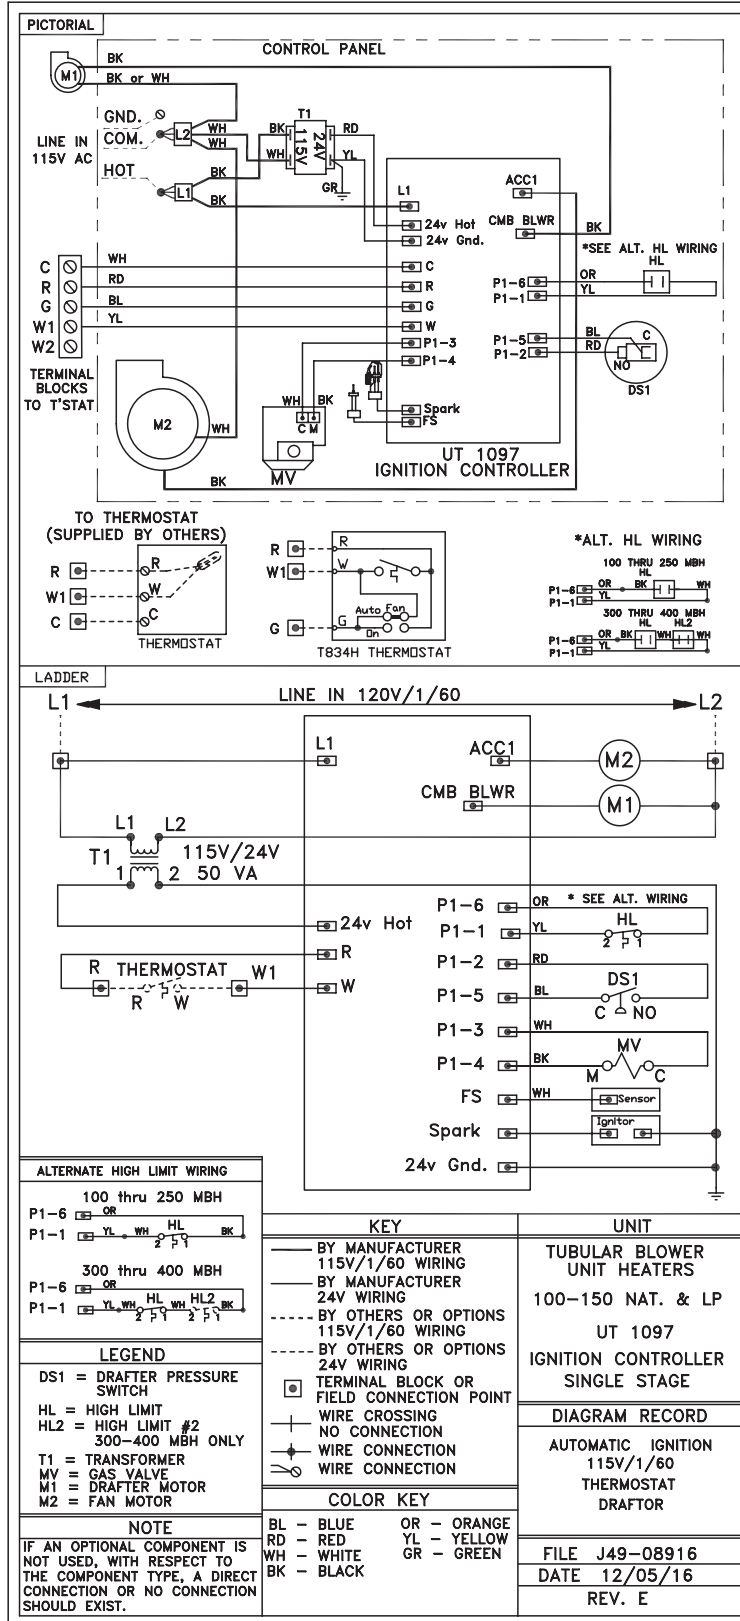 PICTORIAL
CONTROL PANEL
BK
M1
BK or WH
GND.
COM.
LINE IN
115V AC
HOT
L2
WH
WH
WH
L1
BK
BK
BK
WH
T1
115V
24V
RD
YL
GR
L1
24v Hot
24v Gnd.
ACC1
CMB BLWR
BK
*SEE ALT. HL WIRING
HL
P1-6
P1-1
OR
YL
P1-5
P1-2
BL
RD
C
NO
DS1
C
R
G
W1
W2
WH
RD
BL
YL
C
R
G
W
P1-3
P1-4
TERMINAL
BLOCKS
TO T'STAT
M2
WH
BK
WH
BK
C M
MV
Spark
FS
UT 1097
IGNITION CONTROLLER
TO THERMOSTAT
(SUPPLIED BY OTHERS)
R
W1
C
R
W
C
THERMOSTAT
R
W1
G
R
W
G
Auto Fan
On
T834H THERMOSTAT
*ALT. HL WIRING
100 THRU 250 MBH
HL
P1-6 OR BK WH
P1-1 YL
300 THRU 400 MBH
HL HL2
P1-6 OR BK WH WH
P1-1 YL
LADDER
L1
LINE IN 120V/1/60
L2
L1
ACC1
M2
CMB BLWR
M1
L1 L2
T1
115V/24V
1 2 50 VA
24v Hot
R
W
R THERMOSTAT W1
R W
P1-6 OR * SEE ALT. WIRING
P1-1 YL HL
2 1
P1-2 RD
P1-5 BL DS1
C NO
P1-3 WH
P1-4 BK MV
M C
FS WH Sensor
Spark Ignitor
24v Gnd.
ALTERNATE HIGH LIMIT WIRING
100 thru 250 MBH
P1-6 OR
P1-1 YL WH HL BK
2 1
300 thru 400 MBH
P1-6 OR
P1-1 YL WH HL WH HL2 BK
2 1 2 1
LEGEND
DS1 = DRAFTER PRESSURE
SWITCH
HL = HIGH LIMIT
HL2 = HIGH LIMIT #2
300-400 MBH ONLY
T1 = TRANSFORMER
MV = GAS VALVE
M1 = DRAFTER MOTOR
M2 = FAN MOTOR
NOTE
IF AN OPTIONAL COMPONENT IS
NOT USED, WITH RESPECT TO
THE COMPONENT TYPE, A DIRECT
CONNECTION OR NO CONNECTION
SHOULD EXIST.
KEY
BY MANUFACTURER
115V/1/60 WIRING
BY MANUFACTURER
24V WIRING
BY OTHERS OR OPTIONS
115V/1/60 WIRING
BY OTHERS OR OPTIONS
24V WIRING
TERMINAL BLOCK OR
FIELD CONNECTION POINT
WIRE CROSSING
NO CONNECTION
WIRE CONNECTION
WIRE CONNECTION
COLOR KEY
BL - BLUE OR - ORANGE
RD - RED YL - YELLOW
WH - WHITE GR - GREEN
BK - BLACK
UNIT
TUBULAR BLOWER
UNIT HEATERS
100-150 NAT. & LP
UT 1097
IGNITION CONTROLLER
SINGLE STAGE
DIAGRAM RECORD
AUTOMATIC IGNITION
115V/1/60
THERMOSTAT
DRAFTOR
FILE J49-08916
DATE 12/05/16
REV. E